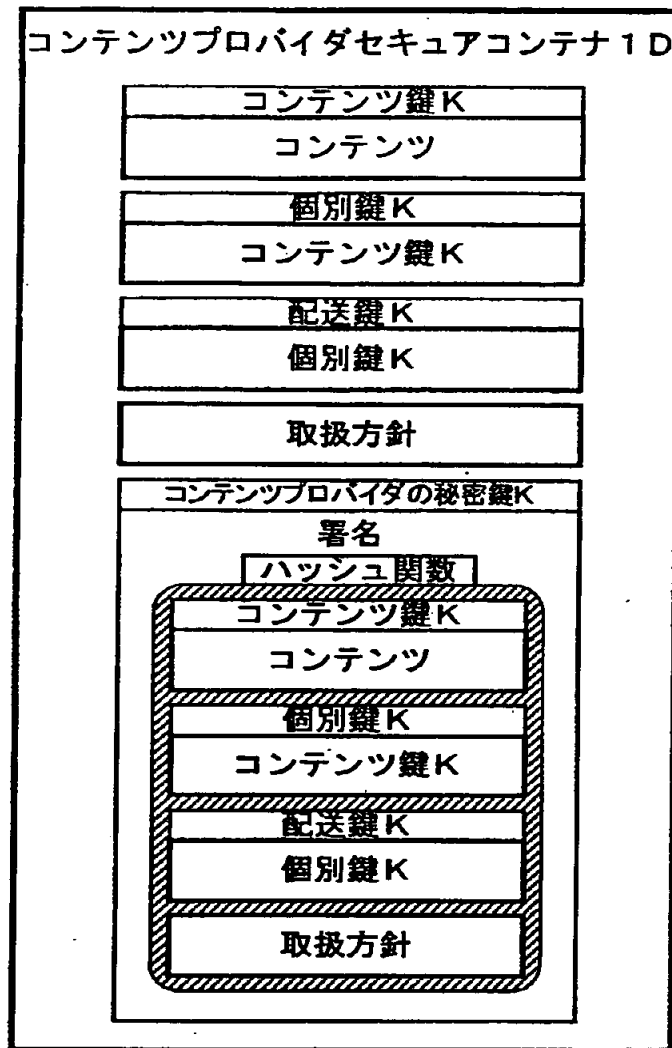 コンテンツプロバイダセキュアコンテナ１Ｄ
コンテンツ鍵Ｋ
コンテンツ
個別鍵Ｋ
コンテンツ鍵Ｋ
配送鍵Ｋ
個別鍵Ｋ
取扱方針
コンテンツプロバイダの秘密鍵Ｋ
署名
ハッシュ関数
コンテンツ鍵Ｋ
コンテンツ
個別鍵Ｋ
コンテンツ鍵Ｋ
配送鍵Ｋ
個別鍵Ｋ
取扱方針